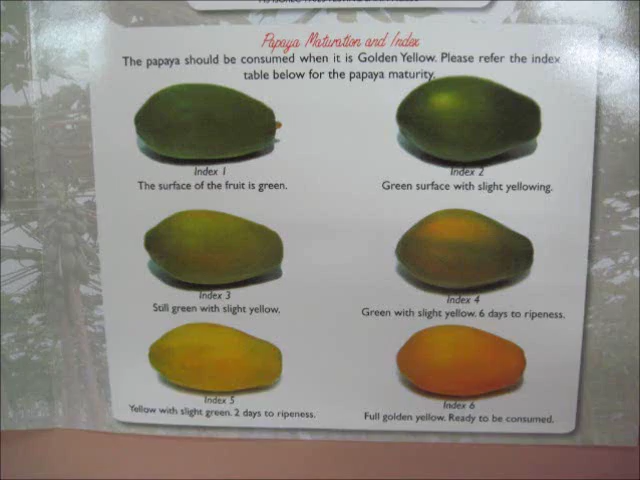 Papaya Maturation and Index
The papaya should be consumed when it is Golden Yellow. Please refer the index
table below for the papaya maturity.
Index 1
The surface of the fruit is green.
Index 2
Green surface with slight yellowing.
Index 3
Still green with slight yellow.
Index 4
Green with slight yellow. 6 days to ripeness.
Index 5
Yellow with slight green. 2 days to ripeness.
Index 6
Full golden yellow. Ready to be consumed.